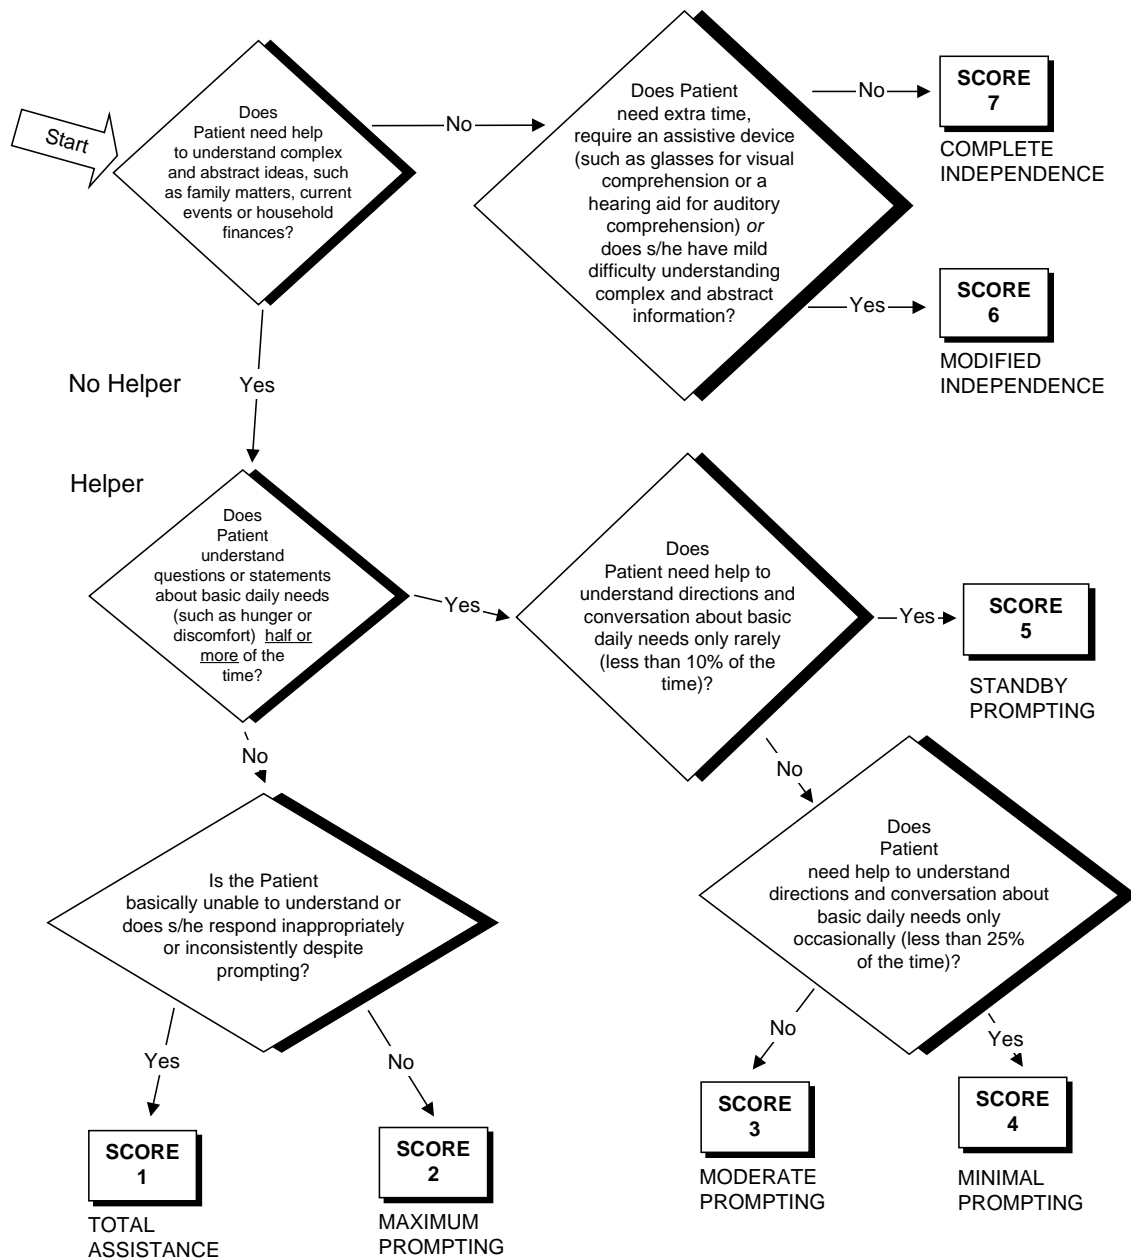 Start
Does
Patient need help
to understand complex
and abstract ideas, such
as family matters, current
events or household
finances?
No
Does Patient
need extra time,
require an assistive device
(such as glasses for visual
comprehension or a
hearing aid for auditory
comprehension) or
does s/he have mild
difficulty understanding
complex and abstract
information?
No
SCORE
7
COMPLETE
INDEPENDENCE
Yes
SCORE
6
MODIFIED
INDEPENDENCE
No Helper
Yes
Helper
Does
Patient
understand
questions or statements
about basic daily needs
(such as hunger or
discomfort) half or
more of the
time?
Yes
Does
Patient need help to
understand directions and
conversation about basic
daily needs only rarely
(less than 10% of the
time)?
Yes
SCORE
5
STANDBY
PROMPTING
No
No
Is the Patient
basically unable to understand or
does s/he respond inappropriately
or inconsistently despite
prompting?
Does
Patient
need help to understand
directions and conversation about
basic daily needs only
occasionally (less than 25%
of the time)?
Yes
No
No
Yes
SCORE
1
TOTAL
ASSISTANCE
SCORE
2
MAXIMUM
PROMPTING
SCORE
3
MODERATE
PROMPTING
SCORE
4
MINIMAL
PROMPTING